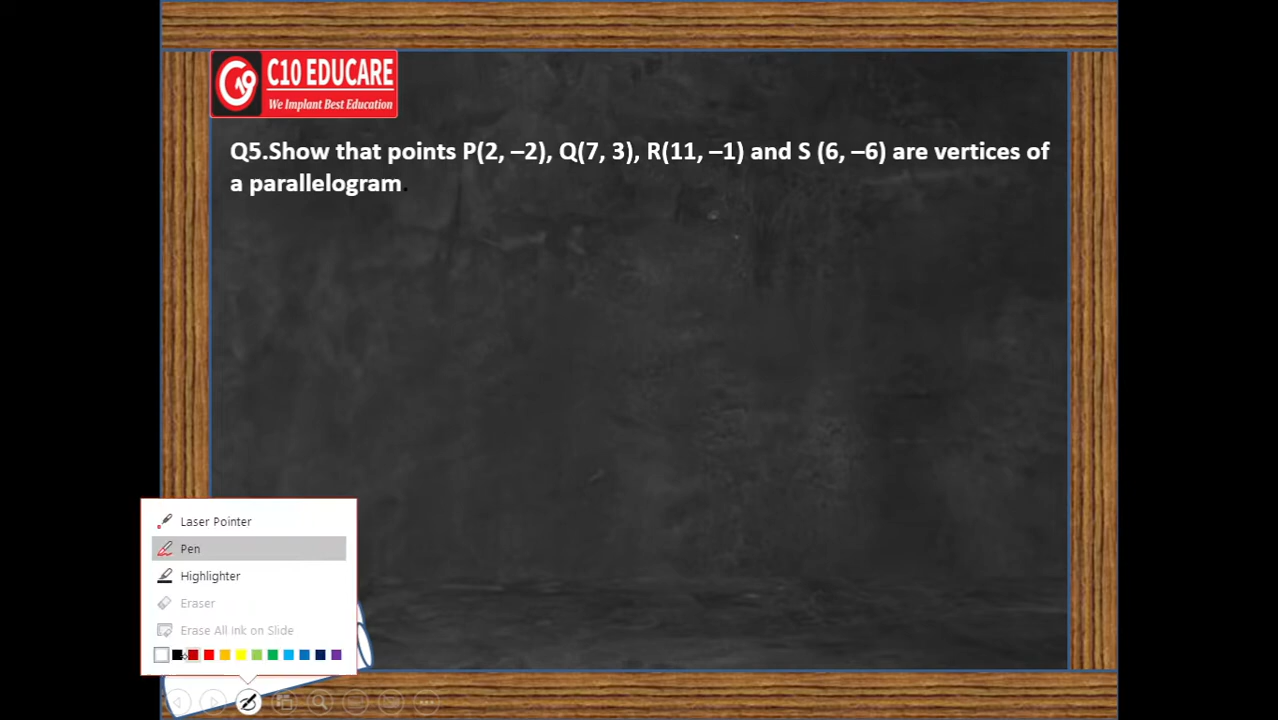 C10 EDUCARE
We Implant Best Education
Q5.Show that points P(2, –2), Q(7, 3), R(11, –1) and S (6, –6) are vertices of
a parallelogram.
Laser Pointer
Pen
Highlighter
Eraser
Erase All Ink on Slide